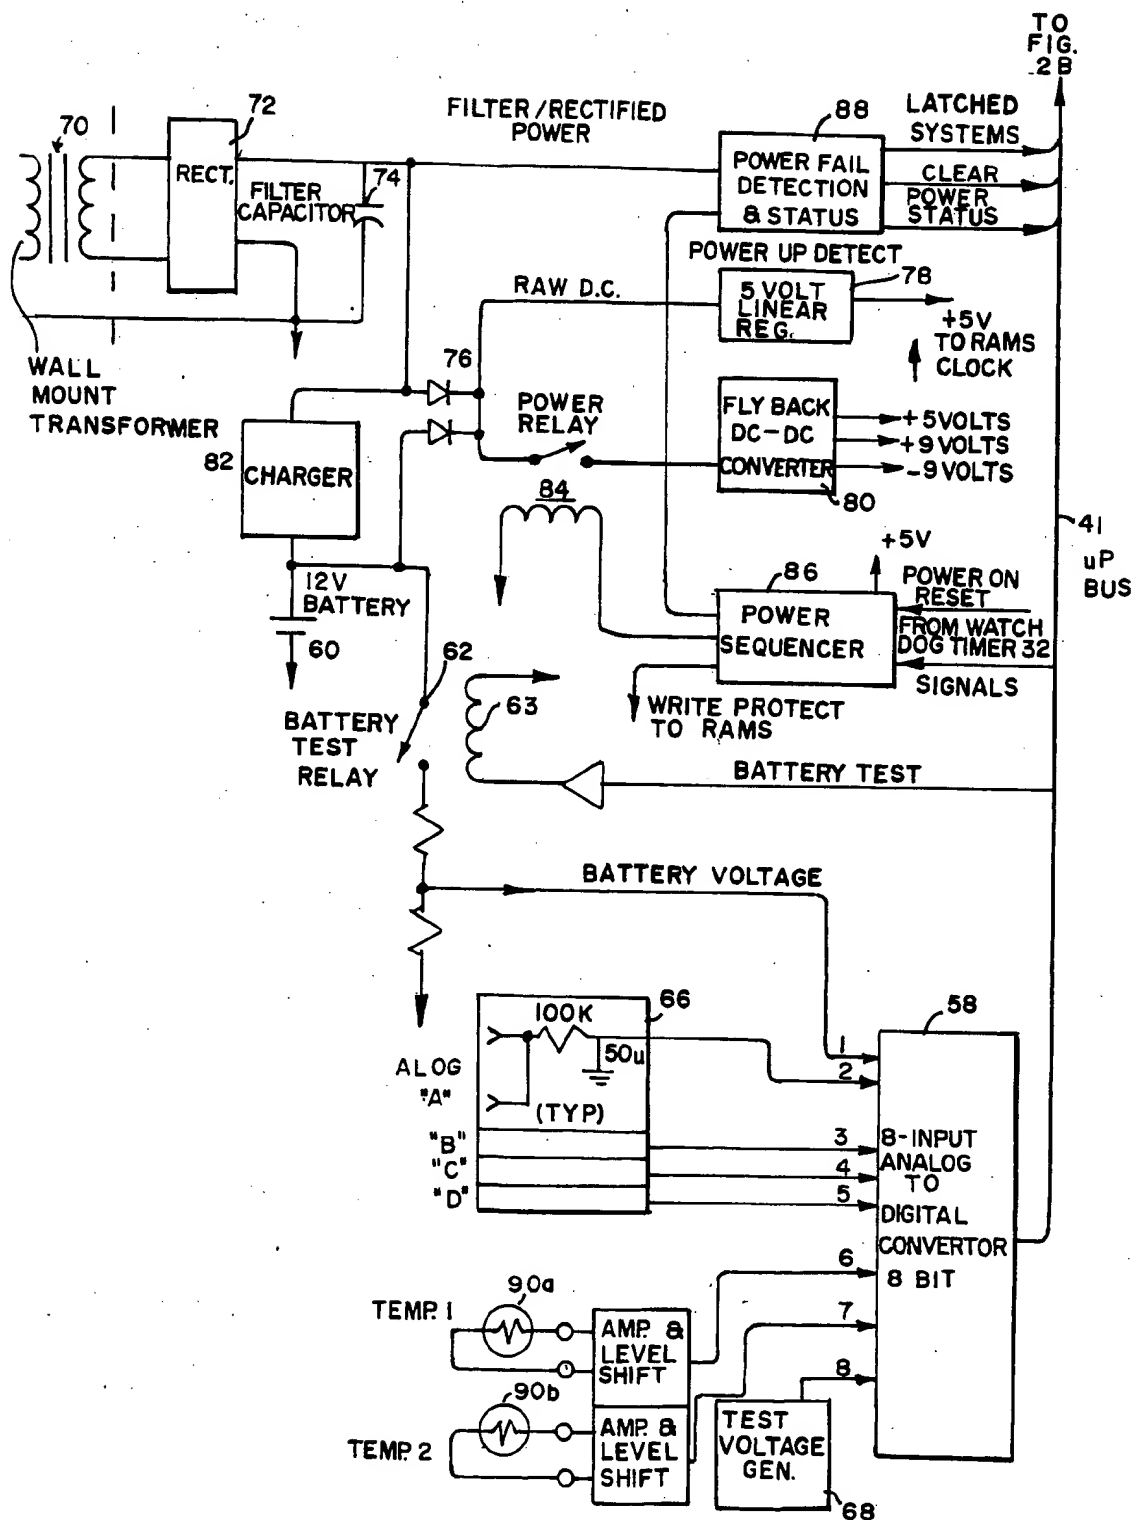 TO
FIG.
2B
70
72
RECT.
FILTER
CAPACITOR
74
FILTER/RECTIFIED
POWER
88
POWER FAIL
DETECTION
& STATUS
LATCHED
SYSTEMS
CLEAR
POWER
STATUS
POWER UP DETECT
RAW D.C.
78
5 VOLT
LINEAR
REG.
+5V
TO RAMS
CLOCK
WALL
MOUNT
TRANSFORMER
76
POWER
RELAY
FLY BACK
DC-DC
CONVERTER
80
+5VOLTS
+9VOLTS
-9VOLTS
82
CHARGER
84
41
uP
BUS
+5V
86
POWER
SEQUENCER
POWER ON
RESET
FROM WATCH
DOG TIMER 32
SIGNALS
12V
BATTERY
60
62
63
BATTERY
TEST
RELAY
WRITE PROTECT
TO RAMS
BATTERY TEST
BATTERY VOLTAGE
66
100K
50u
(TYP)
ALOG
"A"
"B"
"C"
"D"
58
1
2
3
4
5
6
7
8
8-INPUT
ANALOG
TO
DIGITAL
CONVERTOR
8 BIT
TEMP. 1
90a
AMP. &
LEVEL
SHIFT
TEMP. 2
90b
AMP. &
LEVEL
SHIFT
TEST
VOLTAGE
GEN.
68